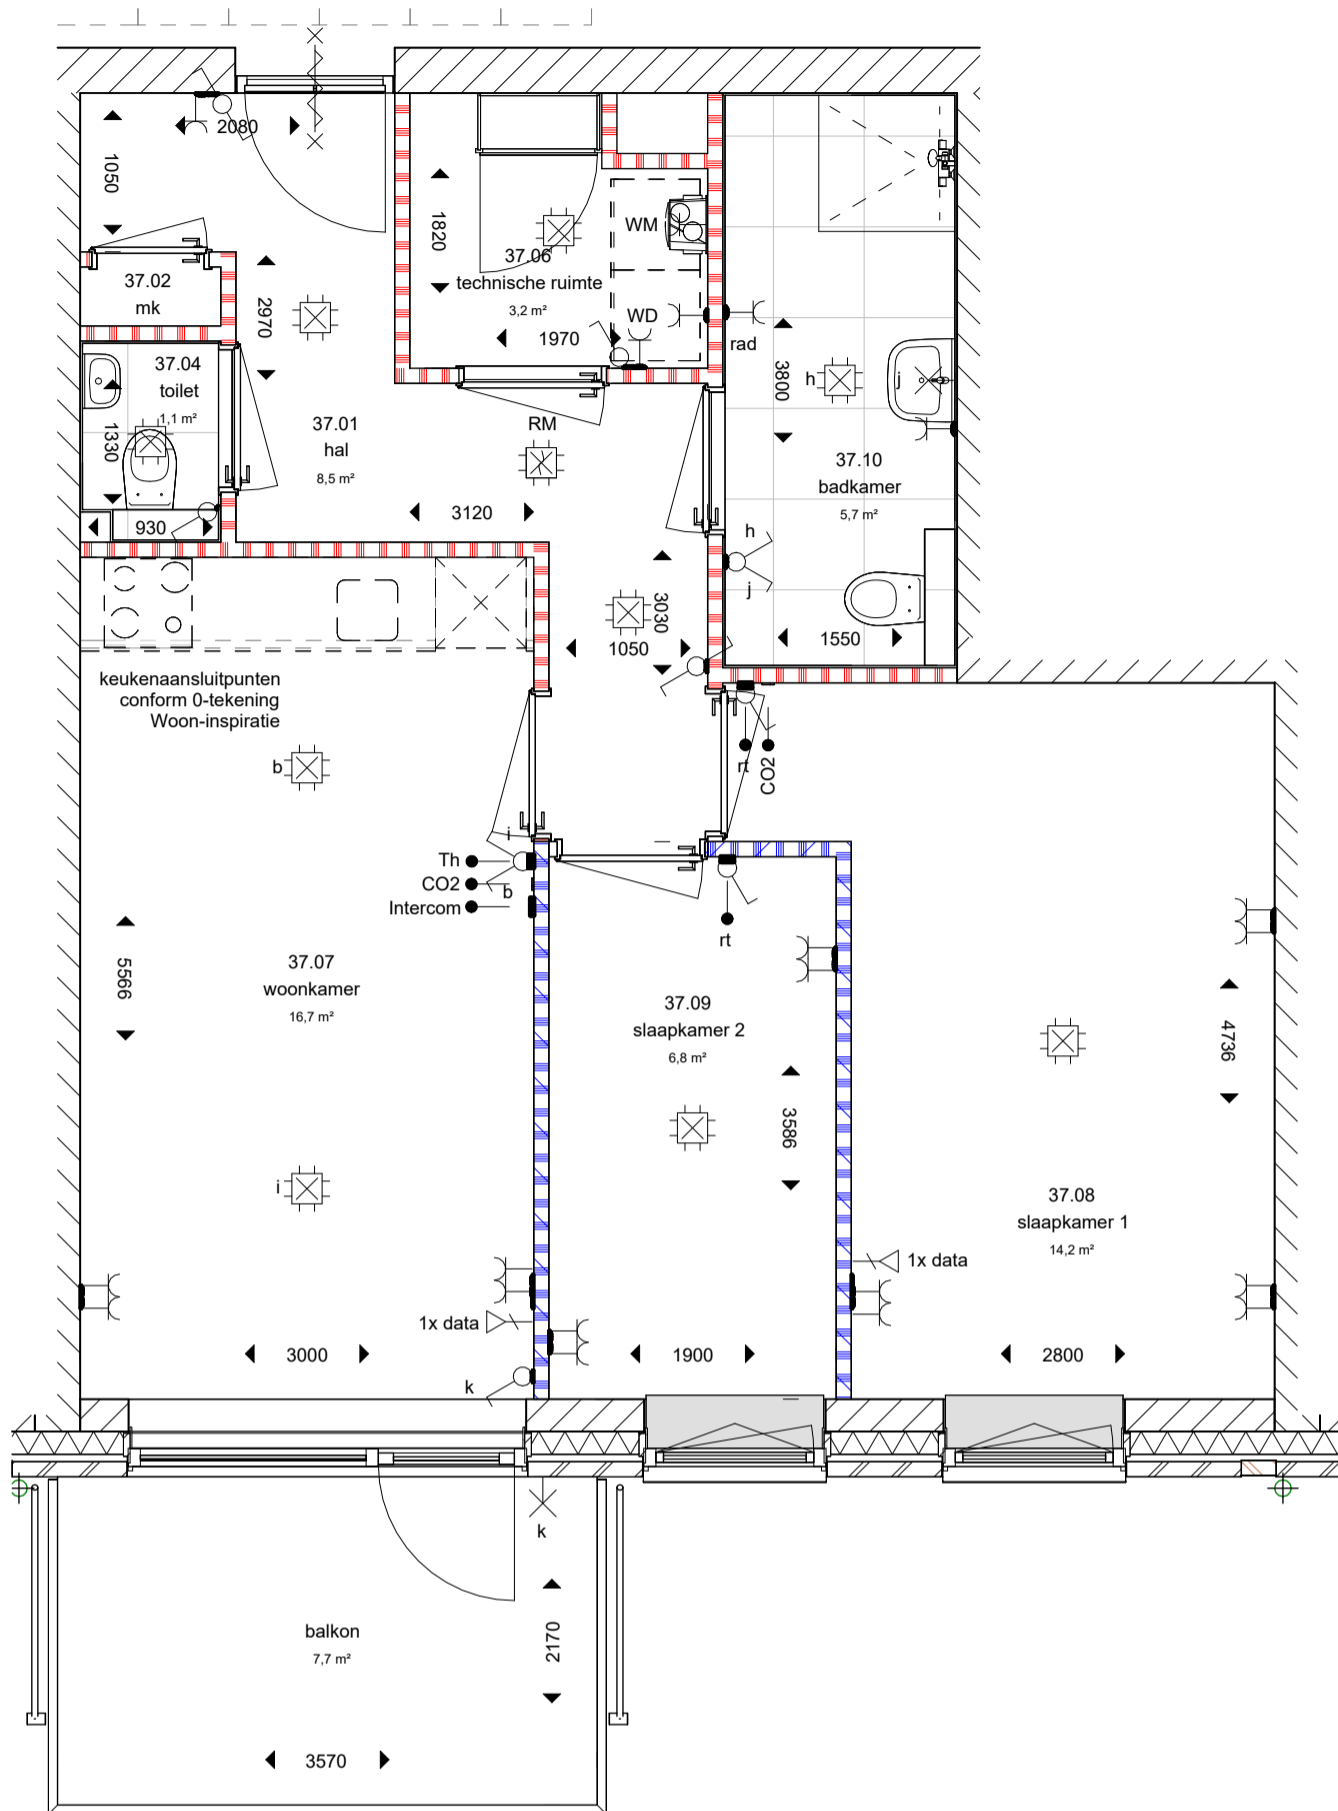 2080
1050
1820
WM
37.06
technische ruimte
3,2 m²
37.02
mk
2970
WD
1970
rad
37.04
toilet
1,1 m²
1330
3800
h
j
37.01
hal
8,5 m²
RM
37.10
badkamer
5,7 m²
930
3120
h
j
3030
1050
1550
keukenaansluitpunten
conform 0-tekening
Woon-inspiratie
b
rt
CO2
i
Th
CO2
b
Intercom
rt
5566
37.07
woonkamer
16,7 m²
37.09
slaapkamer 2
6,8 m²
4736
3586
i
37.08
slaapkamer 1
14,2 m²
1x data
1x data
3000
1900
2800
k
k
balkon
7,7 m²
2170
3570